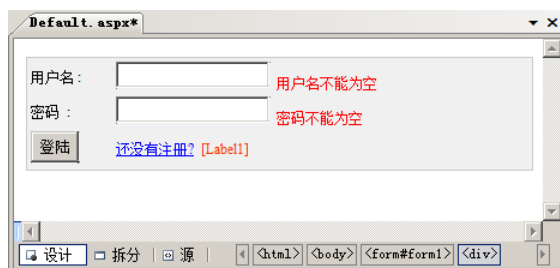 Default.aspx*
用户名: 用户名不能为空
密码 : 密码不能为空
登陆 还没有注册? [Label1]
设计 拆分 源 <html> <body> <form#form1> <div>